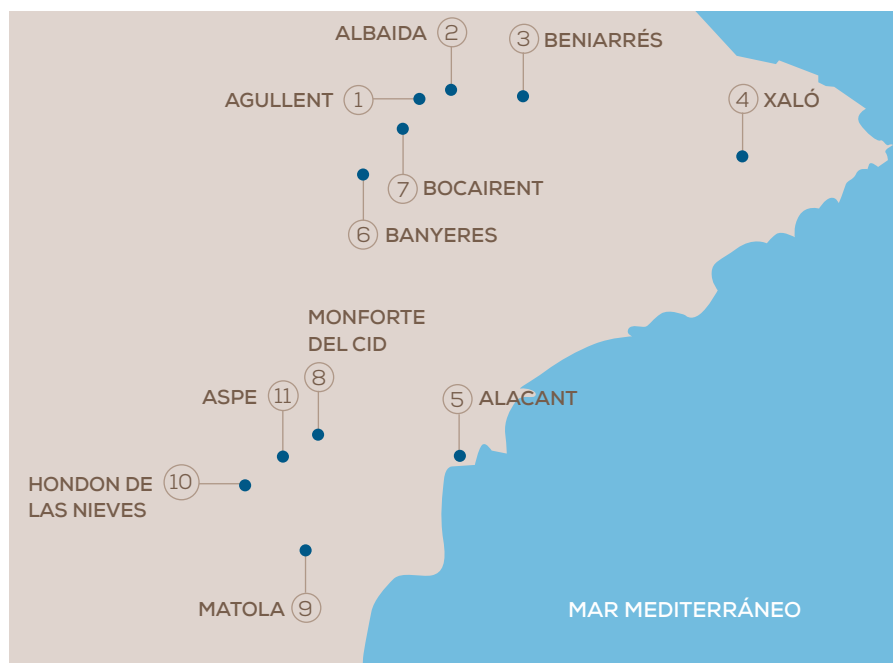 ALBAIDA 2
3 BENIARRÉS
AGULLENT 1
4 XALÓ
7 BOCAIRENT
6 BANYERES
MONFORTE
DEL CID
8
ASPE 11
5 ALACANT
HONDON DE
LAS NIEVES
10
MATOLA 9
MAR MEDITERRÁNEO